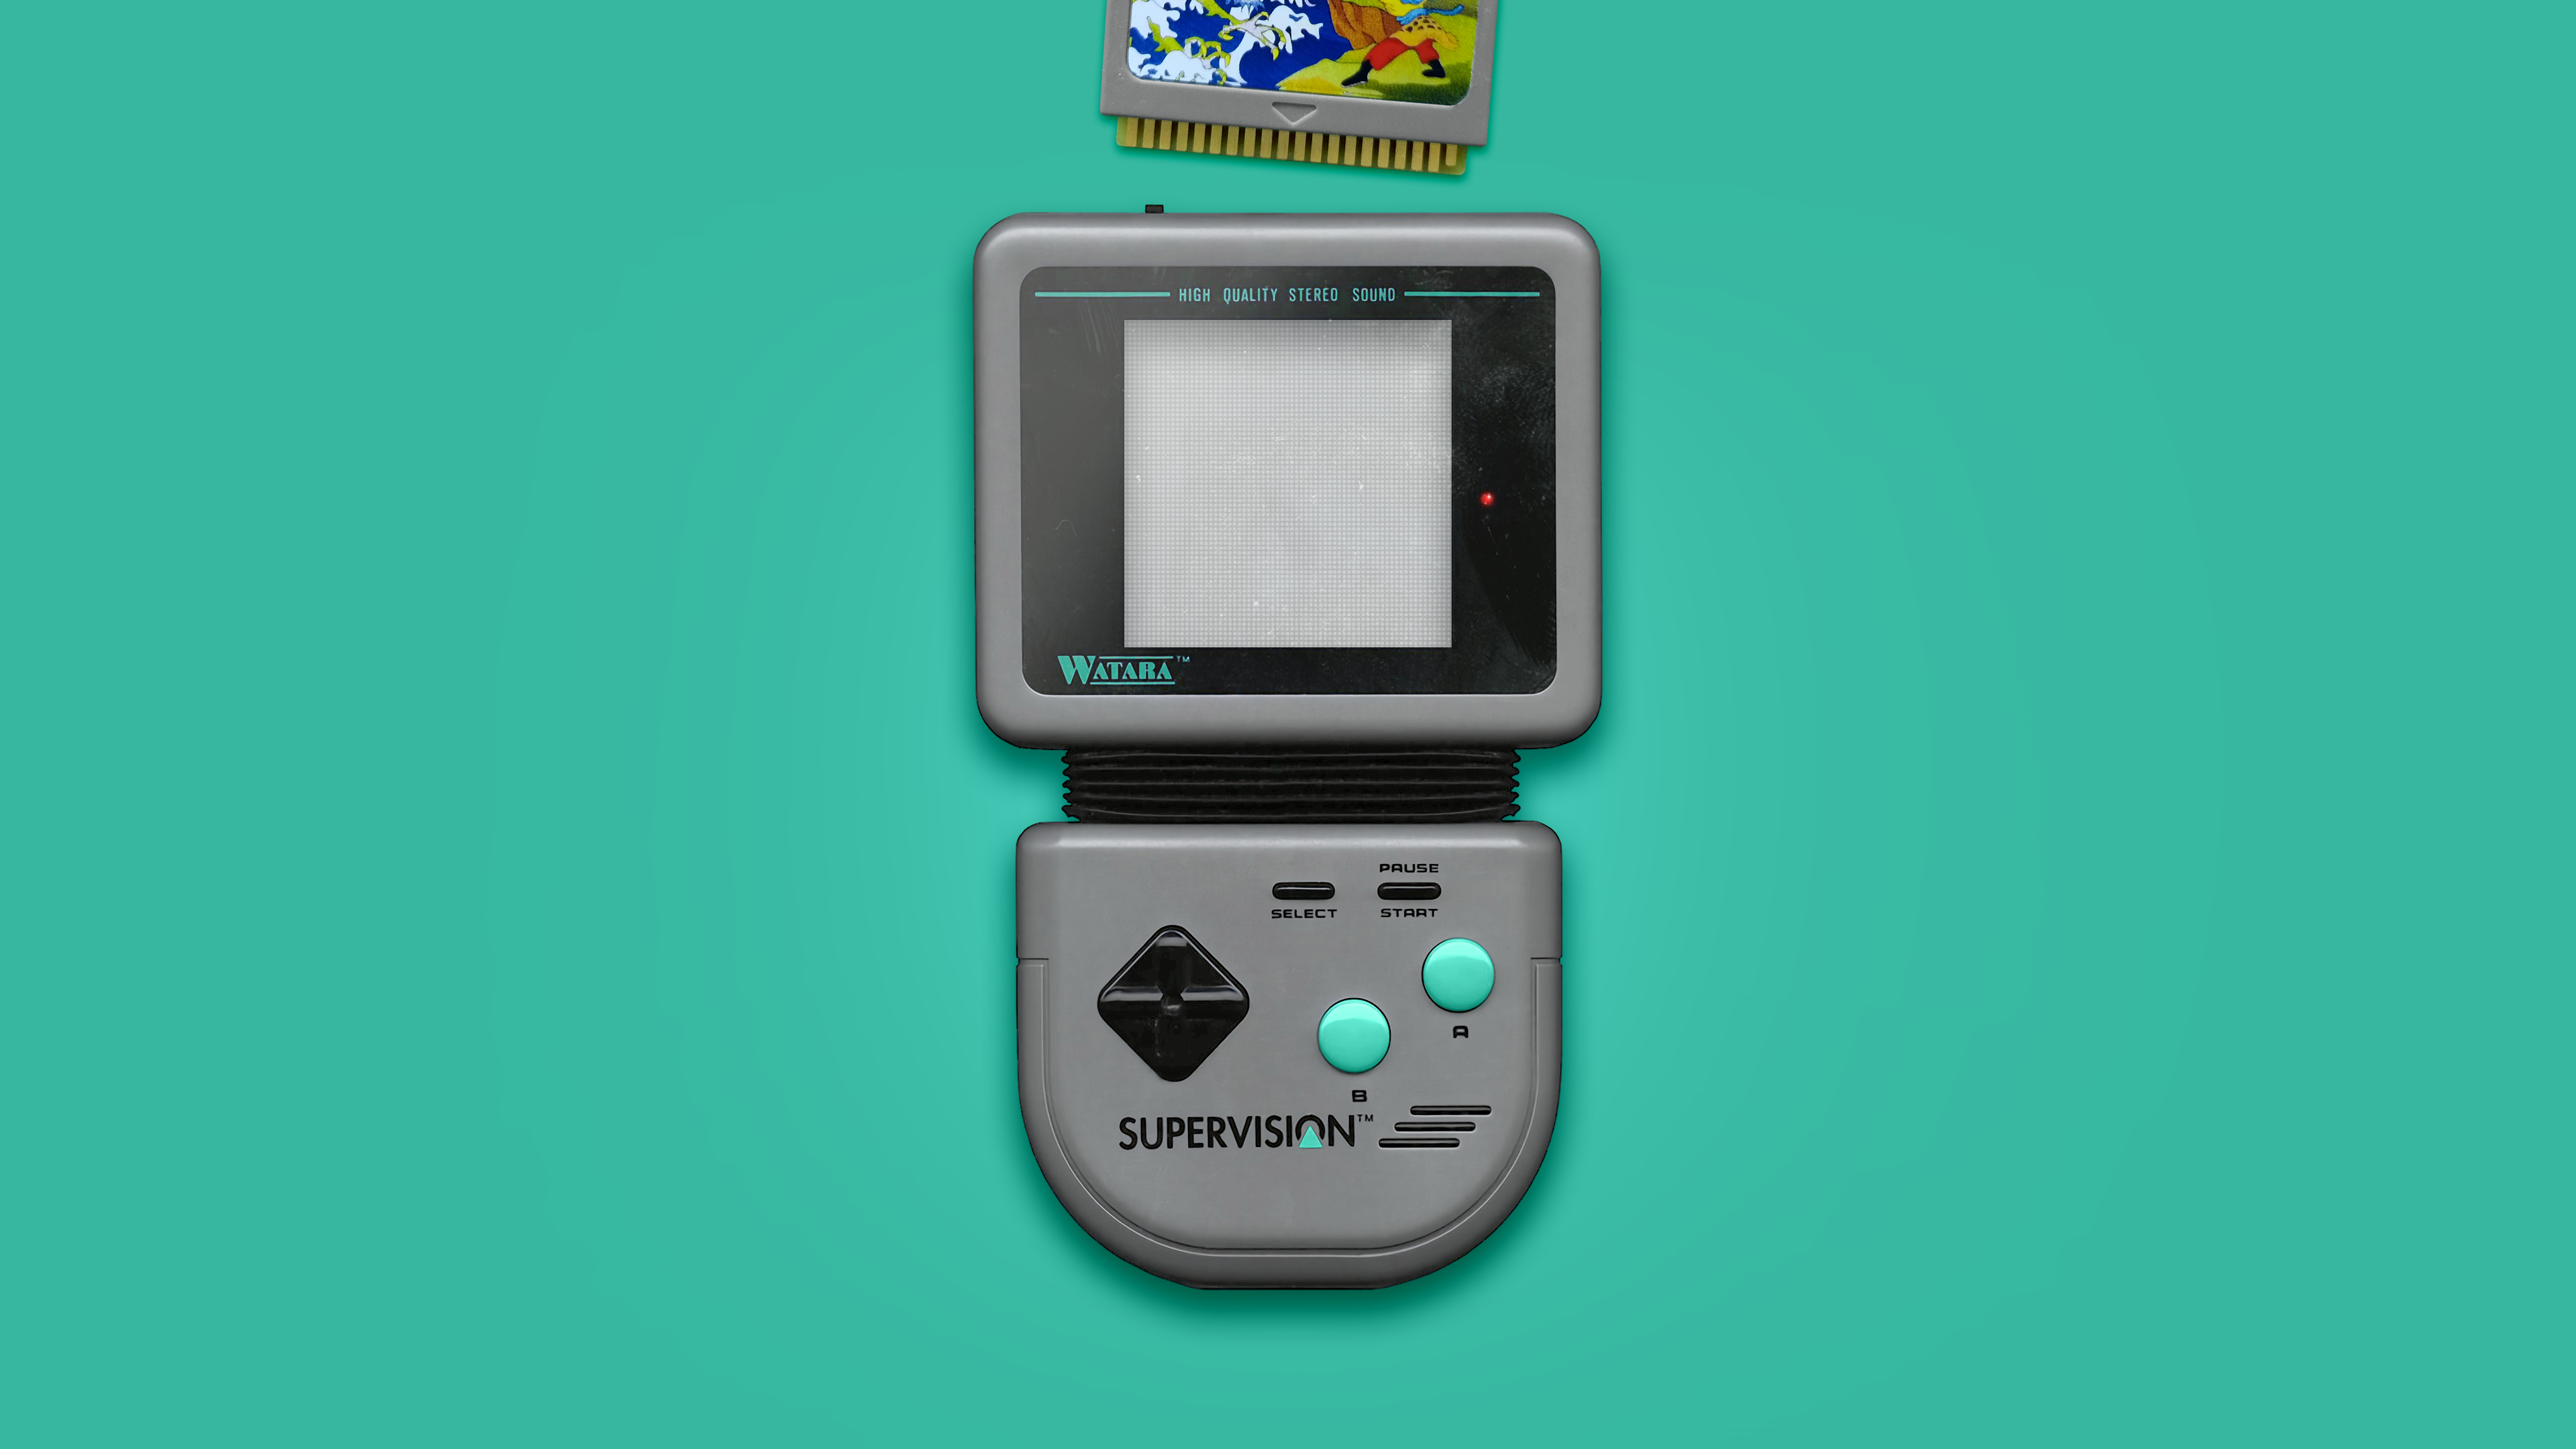 HIGH QUALITY STEREO SOUND
WATARA™
PAUSE
SELECT
START
A
B
SUPERVISION™